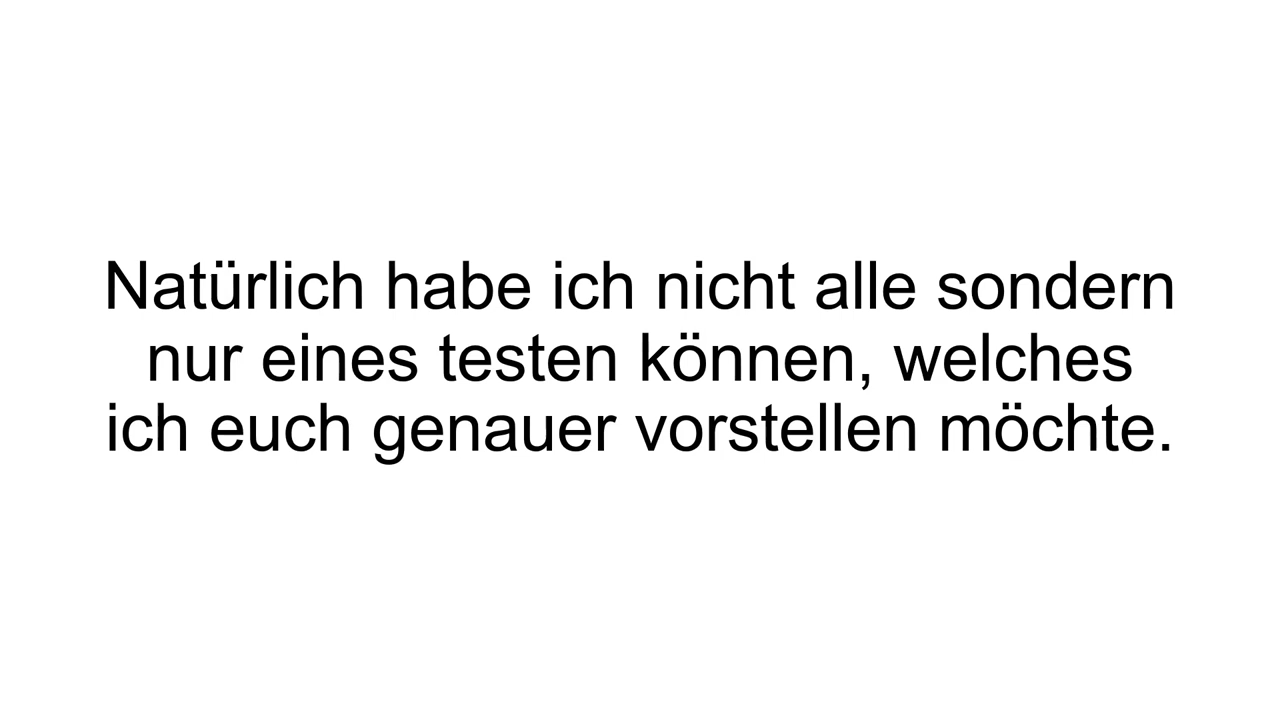 Natürlich habe ich nicht alle sondern
nur eines testen können, welches
ich euch genauer vorstellen möchte.